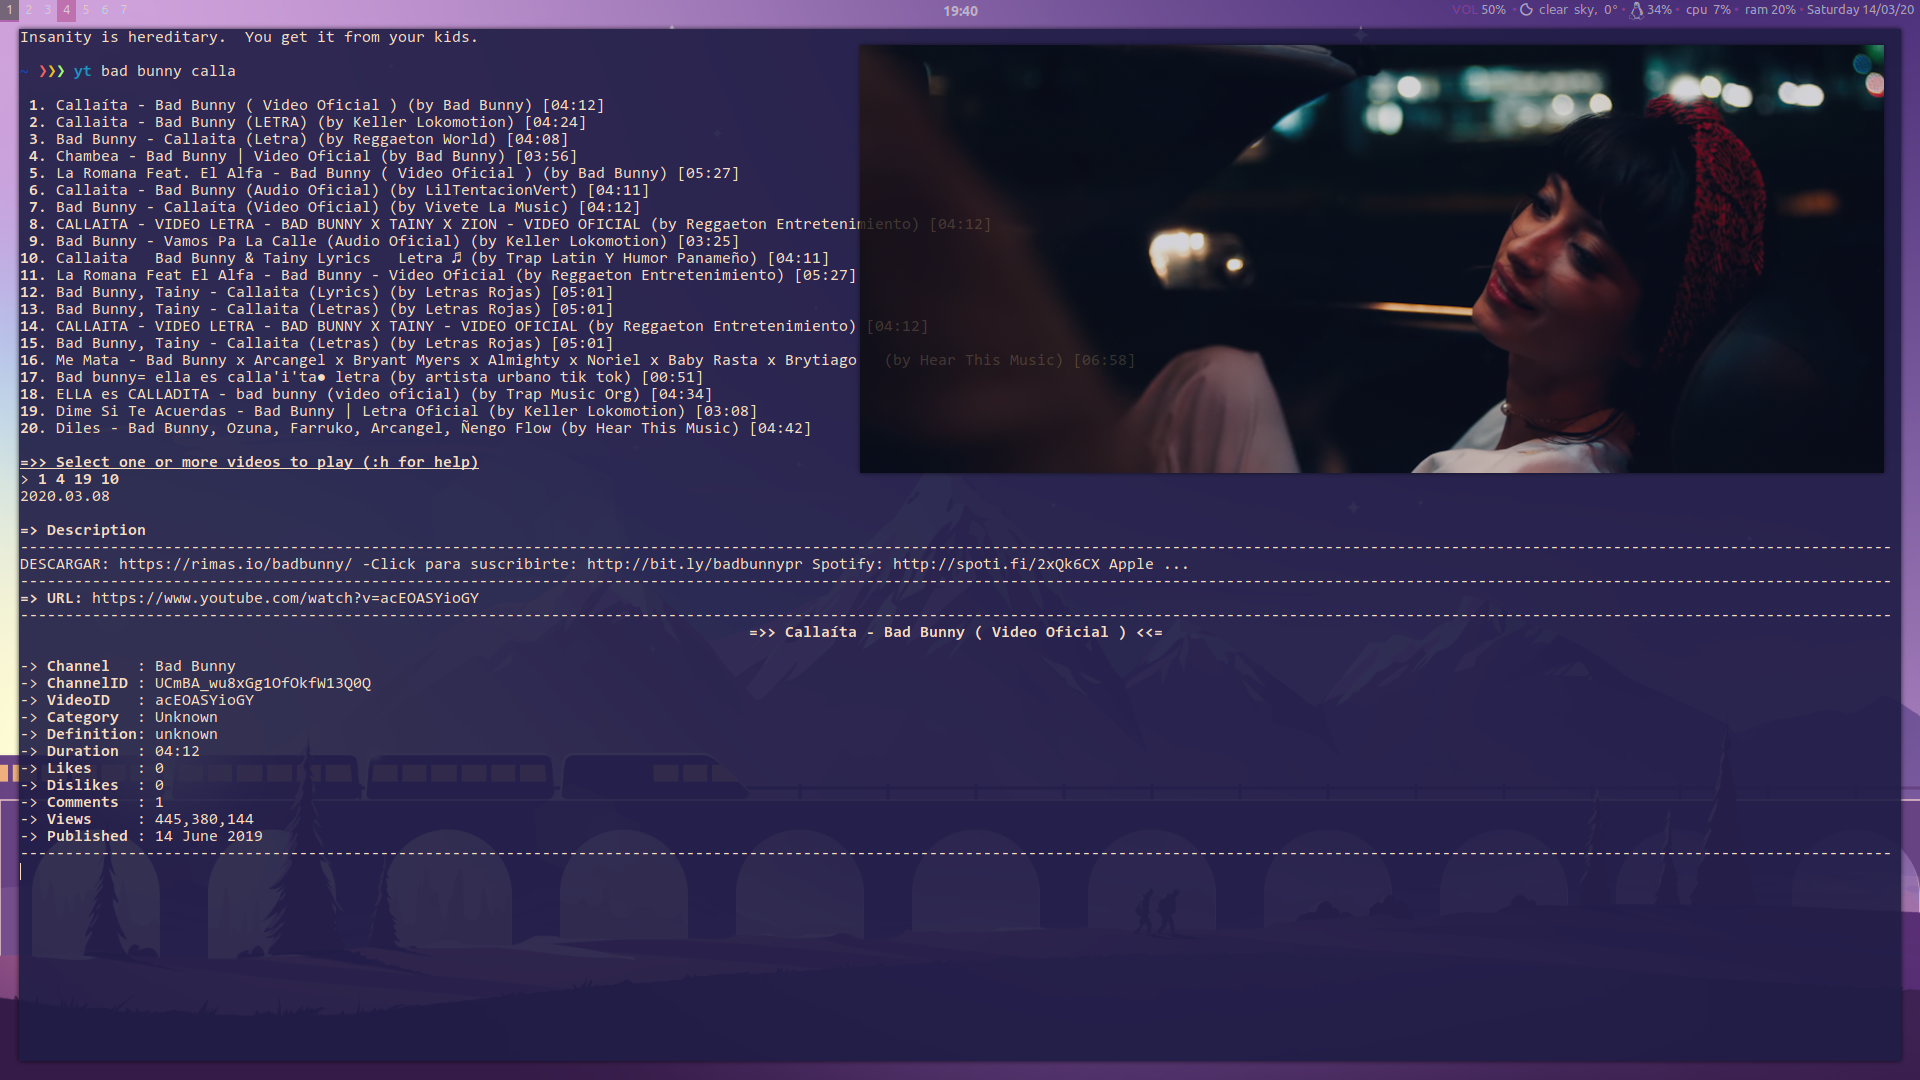 1 2 3 4 5 6 7 19:40 VOL 50% · clear sky, 0° · 34% · cpu 7% · ram 20% · Saturday 14/03/20
Insanity is hereditary.  You get it from your kids.
~ ❯❯❯ yt bad bunny calla
1. Callaíta - Bad Bunny ( Video Oficial ) (by Bad Bunny) [04:12]
2. Callaita - Bad Bunny (LETRA) (by Keller Lokomotion) [04:24]
3. Bad Bunny - Callaita (Letra) (by Reggaeton World) [04:08]
4. Chambea - Bad Bunny | Video Oficial (by Bad Bunny) [03:56]
5. La Romana Feat. El Alfa - Bad Bunny ( Video Oficial ) (by Bad Bunny) [05:27]
6. Callaita - Bad Bunny (Audio Oficial) (by LilTentacionVert) [04:11]
7. Bad Bunny - Callaíta (Video Oficial) (by Vivete La Music) [04:12]
8. CALLAITA - VIDEO LETRA - BAD BUNNY X TAINY X ZION - VIDEO OFICIAL (by Reggaeton Entretenimiento) [04:12]
9. Bad Bunny - Vamos Pa La Calle (Audio Oficial) (by Keller Lokomotion) [03:25]
10. Callaita   Bad Bunny & Tainy Lyrics   Letra ♬ (by Trap Latin Y Humor Panameño) [04:11]
11. La Romana Feat El Alfa - Bad Bunny - Video Oficial (by Reggaeton Entretenimiento) [05:27]
12. Bad Bunny, Tainy - Callaita (Lyrics) (by Letras Rojas) [05:01]
13. Bad Bunny, Tainy - Callaita (Letras) (by Letras Rojas) [05:01]
14. CALLAITA - VIDEO LETRA - BAD BUNNY X TAINY - VIDEO OFICIAL (by Reggaeton Entretenimiento) [04:12]
15. Bad Bunny, Tainy - Callaita (Letras) (by Letras Rojas) [05:01]
16. Me Mata - Bad Bunny x Arcangel x Bryant Myers x Almighty x Noriel x Baby Rasta x Brytiago   (by Hear This Music) [06:58]
17. Bad bunny= ella es calla'i'ta● letra (by artista urbano tik tok) [00:51]
18. ELLA es CALLADITA - bad bunny (video oficial) (by Trap Music Org) [04:34]
19. Dime Si Te Acuerdas - Bad Bunny | Letra Oficial (by Keller Lokomotion) [03:08]
20. Diles - Bad Bunny, Ozuna, Farruko, Arcangel, Ñengo Flow (by Hear This Music) [04:42]
=>> Select one or more videos to play (:h for help)
> 1 4 19 10
2020.03.08
=> Description
DESCARGAR: https://rimas.io/badbunny/ -Click para suscribirte: http://bit.ly/badbunnypr Spotify: http://spoti.fi/2xQk6CX Apple ...
=> URL: https://www.youtube.com/watch?v=acEOASYioGY
=>> Callaíta - Bad Bunny ( Video Oficial ) <<=
-> Channel   : Bad Bunny
-> ChannelID : UCmBA_wu8xGg1OfOkfW13Q0Q
-> VideoID   : acEOASYioGY
-> Category  : Unknown
-> Definition: unknown
-> Duration  : 04:12
-> Likes     : 0
-> Dislikes  : 0
-> Comments  : 1
-> Views     : 445,380,144
-> Published : 14 June 2019